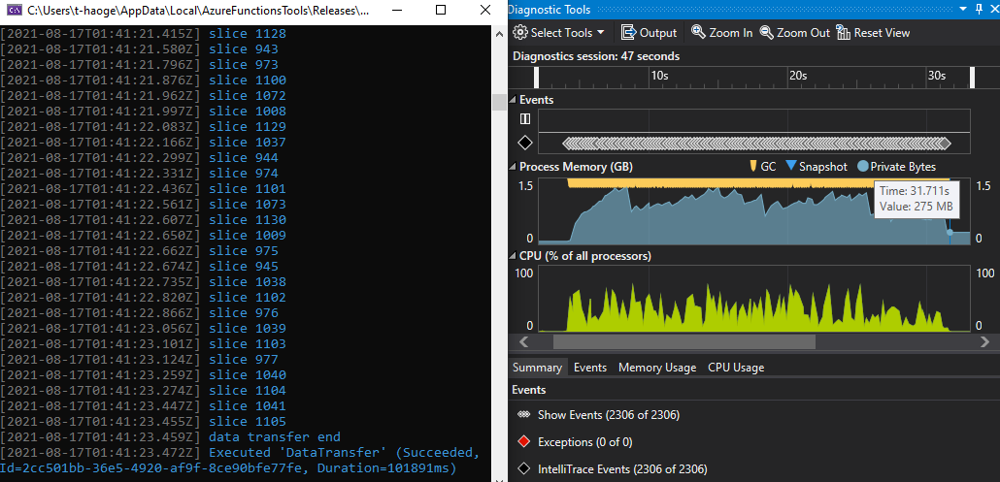 C:\Users\t-haoge\AppData\Local\AzureFunctionsTools\Releases\...
[2021-08-17T01:41:21.415Z] slice 1128
[2021-08-17T01:41:21.580Z] slice 943
[2021-08-17T01:41:21.796Z] slice 973
[2021-08-17T01:41:21.876Z] slice 1100
[2021-08-17T01:41:21.962Z] slice 1072
[2021-08-17T01:41:21.997Z] slice 1008
[2021-08-17T01:41:22.083Z] slice 1129
[2021-08-17T01:41:22.166Z] slice 1037
[2021-08-17T01:41:22.299Z] slice 944
[2021-08-17T01:41:22.331Z] slice 974
[2021-08-17T01:41:22.436Z] slice 1101
[2021-08-17T01:41:22.561Z] slice 1073
[2021-08-17T01:41:22.607Z] slice 1130
[2021-08-17T01:41:22.650Z] slice 1009
[2021-08-17T01:41:22.662Z] slice 975
[2021-08-17T01:41:22.674Z] slice 945
[2021-08-17T01:41:22.735Z] slice 1038
[2021-08-17T01:41:22.820Z] slice 1102
[2021-08-17T01:41:22.866Z] slice 976
[2021-08-17T01:41:23.056Z] slice 1039
[2021-08-17T01:41:23.101Z] slice 1103
[2021-08-17T01:41:23.124Z] slice 977
[2021-08-17T01:41:23.259Z] slice 1040
[2021-08-17T01:41:23.274Z] slice 1104
[2021-08-17T01:41:23.447Z] slice 1041
[2021-08-17T01:41:23.455Z] slice 1105
[2021-08-17T01:41:23.459Z] data transfer end
[2021-08-17T01:41:23.472Z] Executed 'DataTransfer' (Succeeded,
Id=2cc501bb-36e5-4920-af9f-8ce90bfe77fe, Duration=101891ms)
Diagnostic Tools
Select Tools Output Zoom In Zoom Out Reset View
Diagnostics session: 47 seconds
10s 20s 30s
Events
Process Memory (GB) GC Snapshot Private Bytes
1.5 1.5
Time: 31.711s
Value: 275 MB
0 0
CPU (% of all processors)
100 100
0 0
Summary Events Memory Usage CPU Usage
Events
Show Events (2306 of 2306)
Exceptions (0 of 0)
IntelliTrace Events (2306 of 2306)